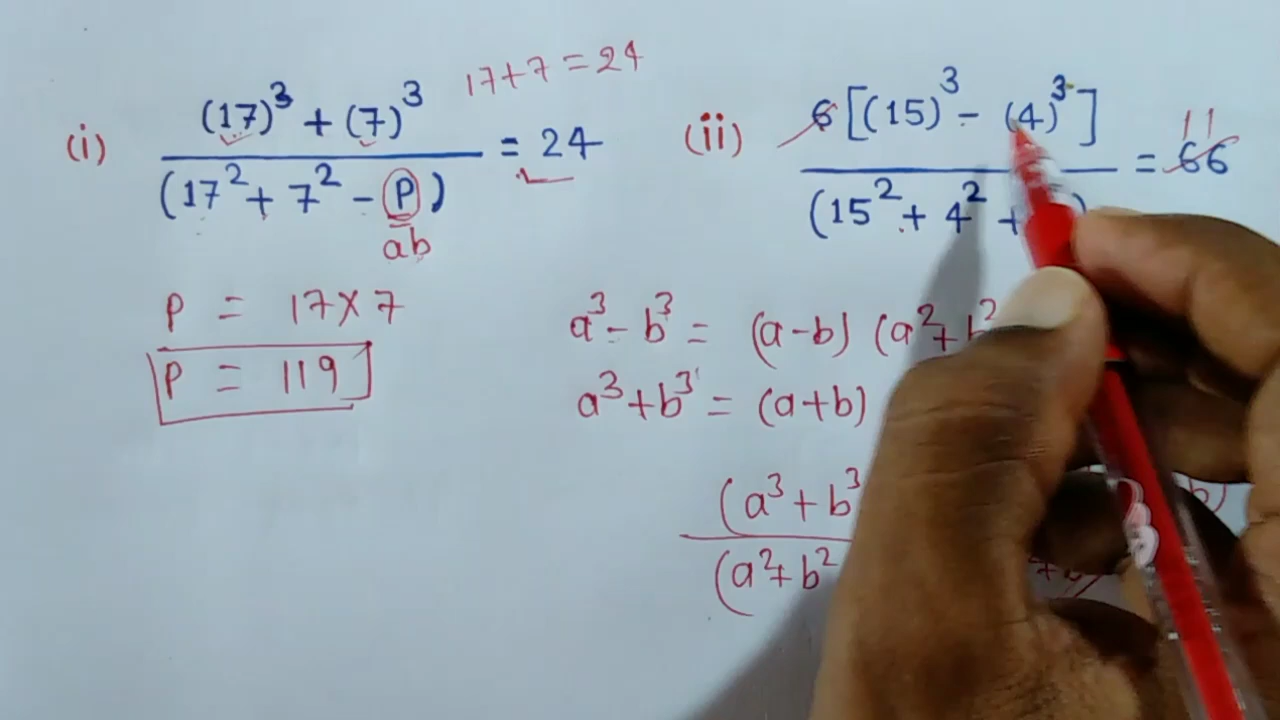 17+7 = 24
(i) (17)³ + (7)³ / (17² + 7² - P) = 24
ab
P = 17 × 7
P = 119
(ii) 6 [(15)³ - (4)³] / (15² + 4² + = 66
11
a³ - b³ = (a-b) (a² + b²
a³ + b³ = (a+b)
(a³ + b³
(a² + b²
b)